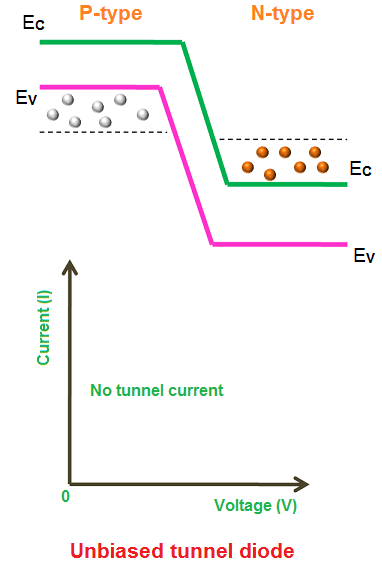 P-type N-type
Ec
Ev
Ec
Ev
Current (I)
No tunnel current
0
Voltage (V)
Unbiased tunnel diode